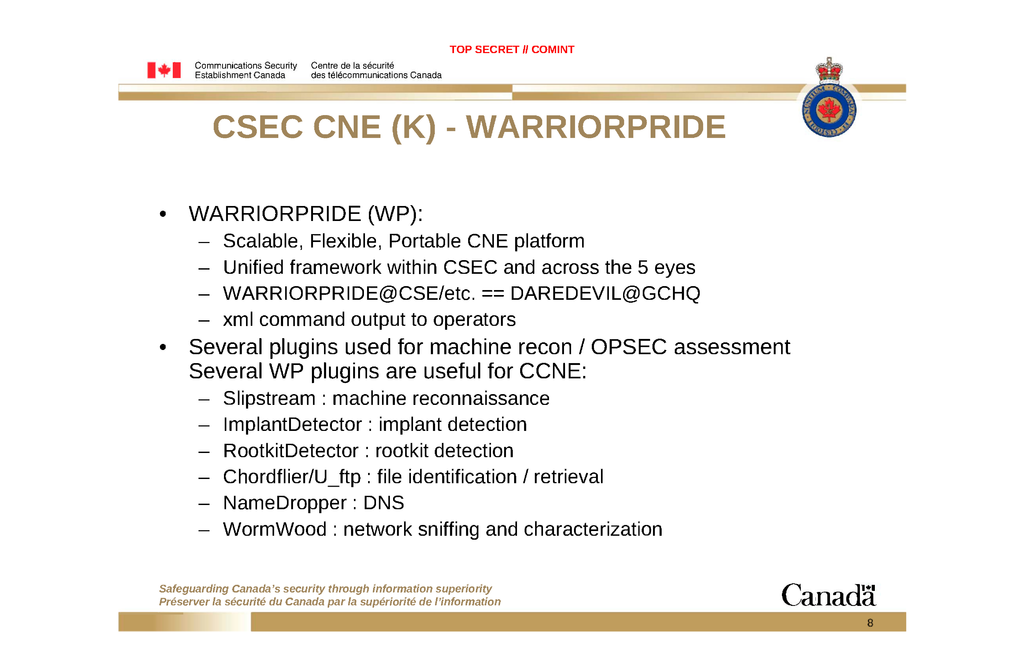 TOP SECRET // COMINT
Communications Security Establishment Canada
Centre de la sécurité des télécommunications Canada
CSEC CNE (K) - WARRIORPRIDE
• WARRIORPRIDE (WP):
– Scalable, Flexible, Portable CNE platform
– Unified framework within CSEC and across the 5 eyes
– WARRIORPRIDE@CSE/etc. == DAREDEVIL@GCHQ
– xml command output to operators
• Several plugins used for machine recon / OPSEC assessment
Several WP plugins are useful for CCNE:
– Slipstream : machine reconnaissance
– ImplantDetector : implant detection
– RootkitDetector : rootkit detection
– Chordflier/U_ftp : file identification / retrieval
– NameDropper : DNS
– WormWood : network sniffing and characterization
Safeguarding Canada's security through information superiority
Préserver la sécurité du Canada par la supériorité de l'information
Canada
8